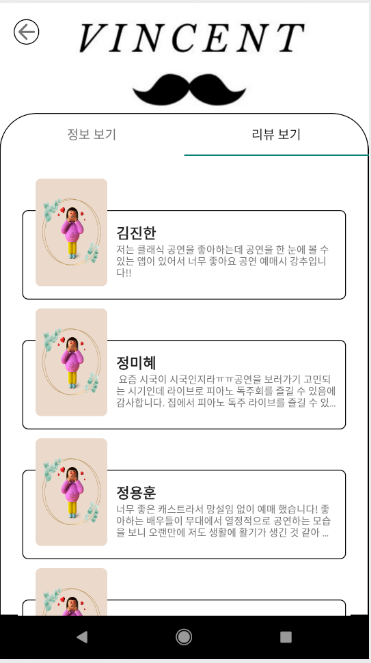 VINCENT
정보 보기
리뷰 보기
김진한
저는 클래식 공연을 좋아하는데 공연을 한 눈에 볼 수
있는 앱이 있어서 너무 좋아요 공연 예매시 강추입니
다!!
정미혜
요즘 시국이 시국인지라ㅠㅠ공연을 보러가기 고민되
는 시기인데 라이브로 피아노 독주회를 즐길 수 있음에
감사합니다. 집에서 피아노 독주 라이브를 즐길 수 있...
정용훈
너무 좋은 캐스트라서 망설임 없이 예매 했습니다! 좋
아하는 배우들이 무대에서 열정적으로 공연하는 모습
을 보니 오랜만에 저도 생활에 활기가 생긴 것 같아 ...